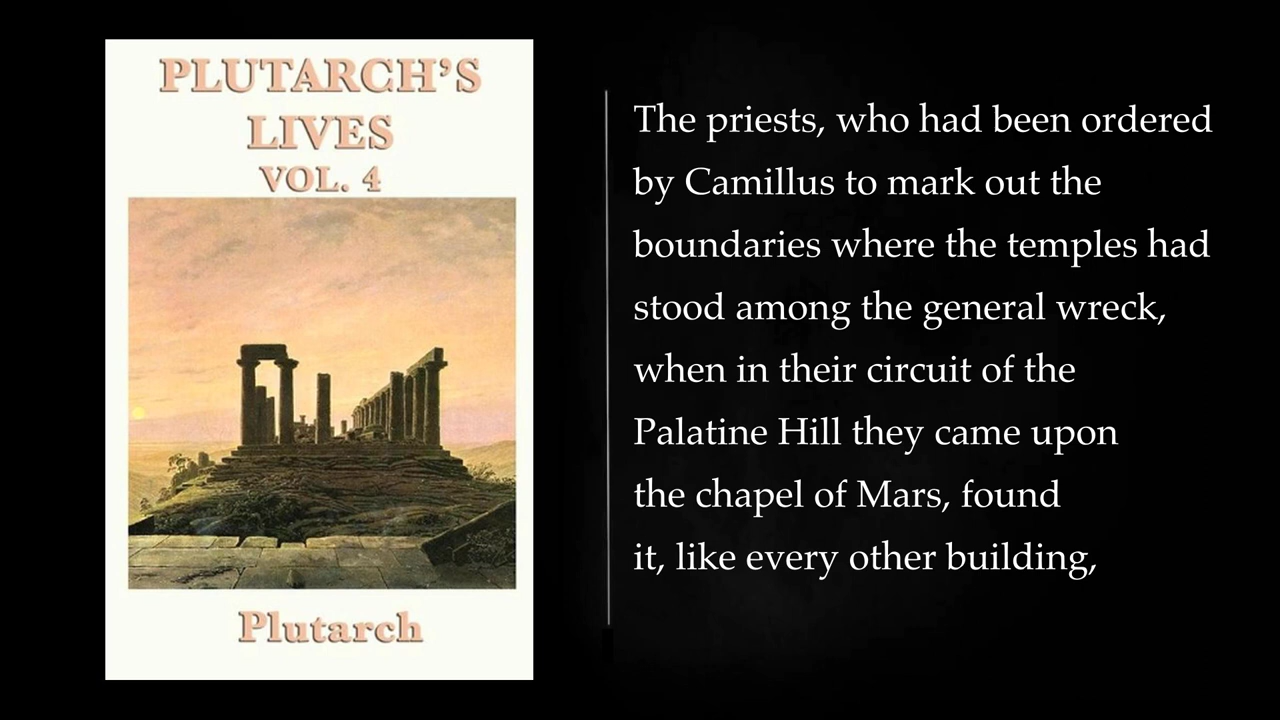 PLUTARCH'S
LIVES
VOL. 4
Plutarch
The priests, who had been ordered
by Camillus to mark out the
boundaries where the temples had
stood among the general wreck,
when in their circuit of the
Palatine Hill they came upon
the chapel of Mars, found
it, like every other building,